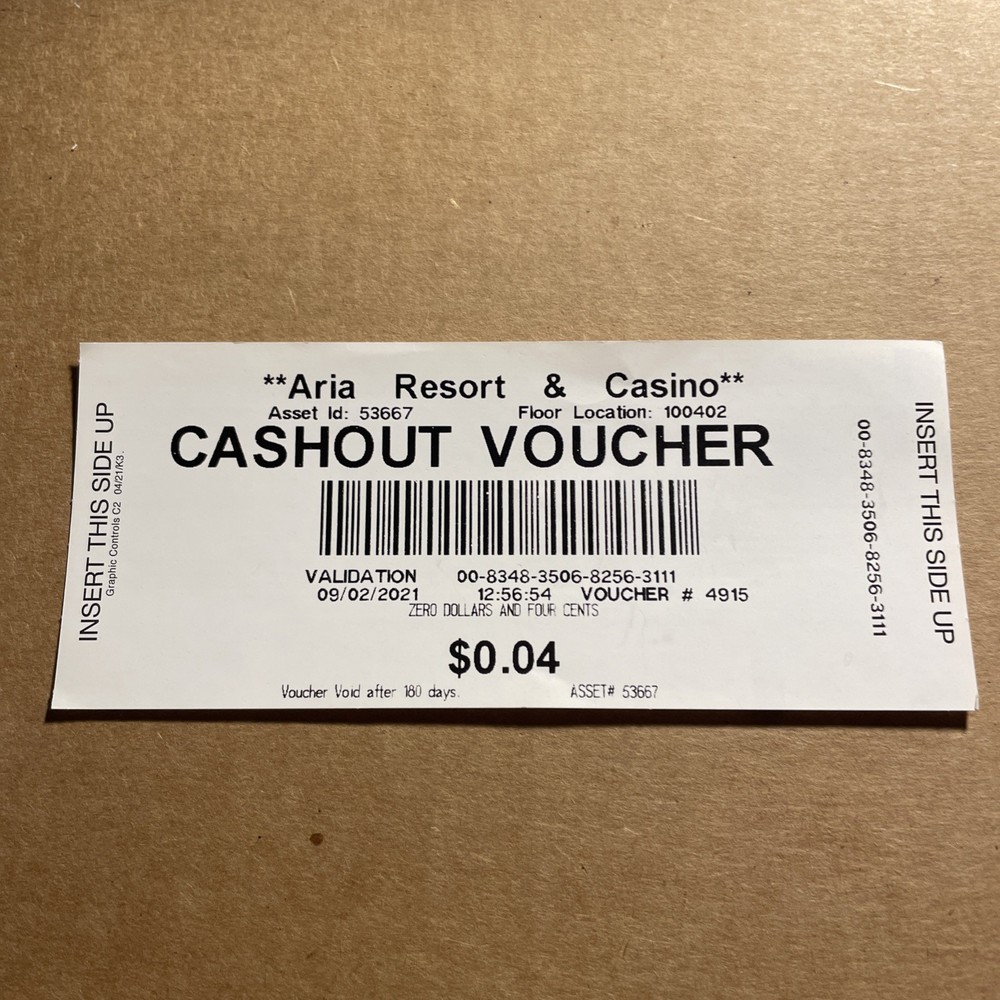 **Aria Resort & Casino**
Asset Id: 53667 Floor Location: 100402
CASHOUT VOUCHER
VALIDATION 00-8348-3506-8256-3111
09/02/2021 12:56:54 VOUCHER # 4915
ZERO DOLLARS AND FOUR CENTS
$0.04
Voucher Void after 180 days. ASSET# 53667
INSERT THIS SIDE UP
Graphic Controls C2 04/21/K3.
00-8348-3506-8256-3111
INSERT THIS SIDE UP